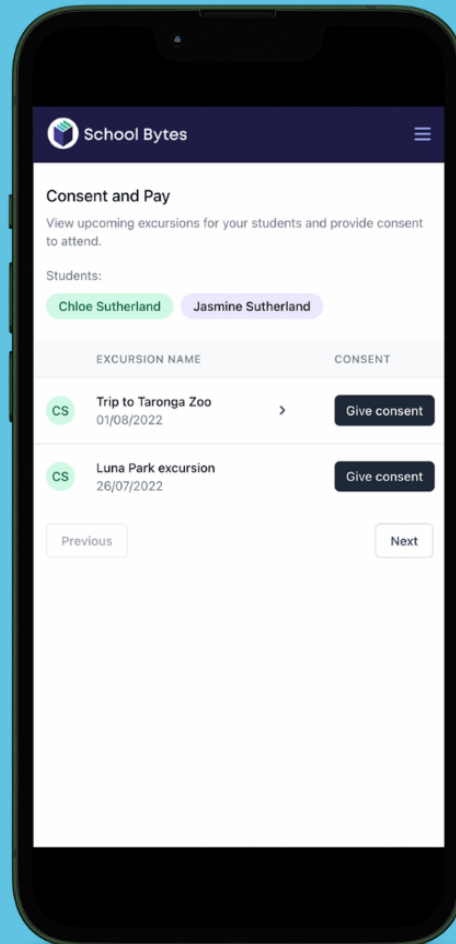 School Bytes
Consent and Pay
View upcoming excursions for your students and provide consent
to attend.
Students:
Chloe Sutherland Jasmine Sutherland
EXCURSION NAME CONSENT
CS Trip to Taronga Zoo > Give consent
01/08/2022
CS Luna Park excursion Give consent
26/07/2022
Previous Next